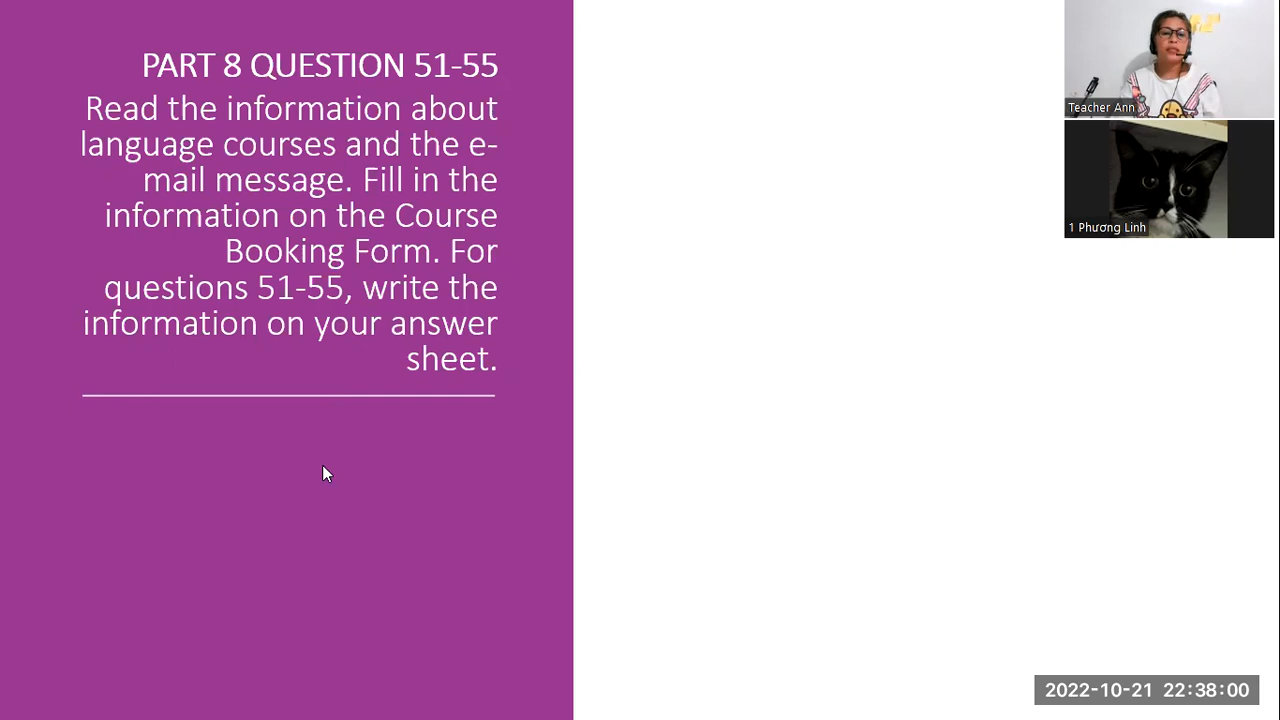 PART 8 QUESTION 51-55
Read the information about
language courses and the e-
mail message. Fill in the
information on the Course
Booking Form. For
questions 51-55, write the
information on your answer
sheet.
Teacher Ann
1 Phương Linh
2022-10-21 22:38:00